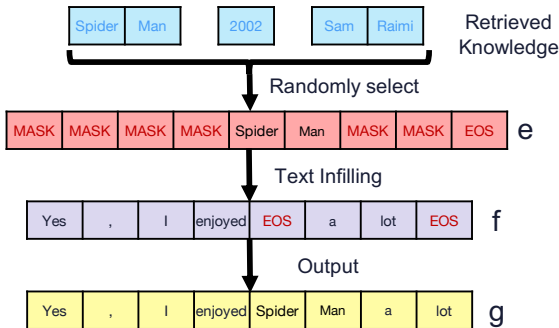 Spider Man 2002 Sam Raimi Retrieved Knowledge
Randomly select
MASK MASK MASK MASK Spider Man MASK MASK EOS e
Text Infilling
Yes , I enjoyed EOS a lot EOS f
Output
Yes , I enjoyed Spider Man a lot g